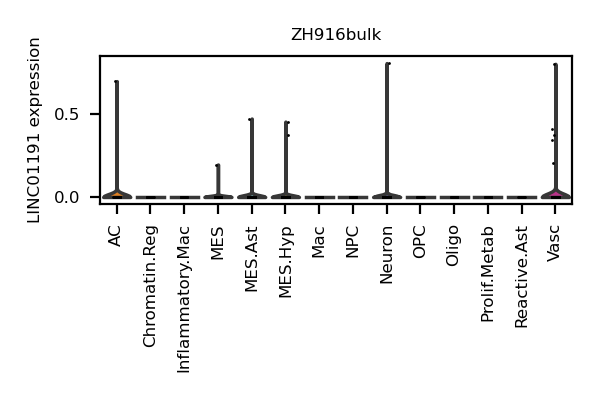 ZH916bulk
LINC01191 expression
0.5
0.0
AC
Chromatin.Reg
Inflammatory.Mac
MES
MES.Ast
MES.Hyp
Mac
NPC
Neuron
OPC
Oligo
Prolif.Metab
Reactive.Ast
Vasc